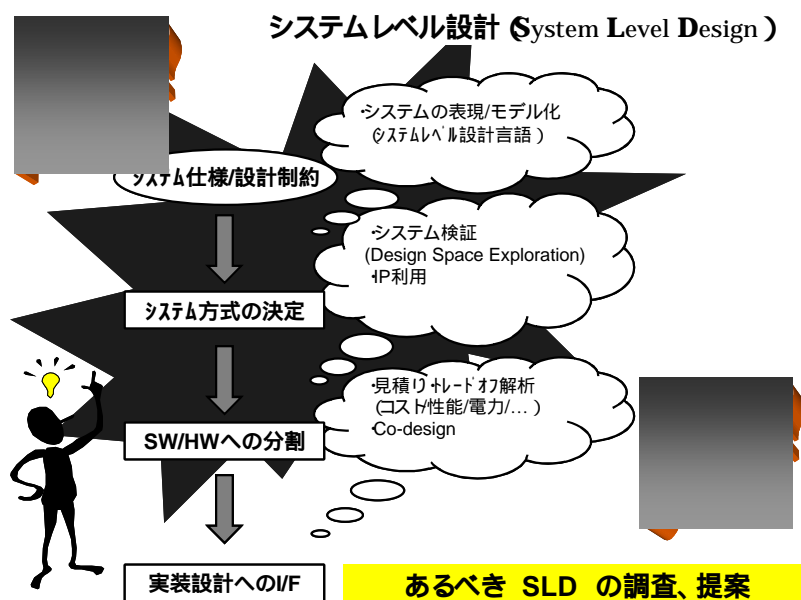 システムレベル設計 (System Level Design )
・システムの表現/モデル化
(ｼｽﾃﾑﾚﾍﾞﾙ設計言語 )
ｼｽﾃﾑ仕様/設計制約
・システム検証
(Design Space Exploration)
・IP利用
ｼｽﾃﾑ方式の決定
・見積り・ﾄﾚｰﾄﾞｵﾌ解析
(コスト/性能/電力/… )
・Co-design
SW/HWへの分割
実装設計へのI/F
あるべき SLD の調査、提案